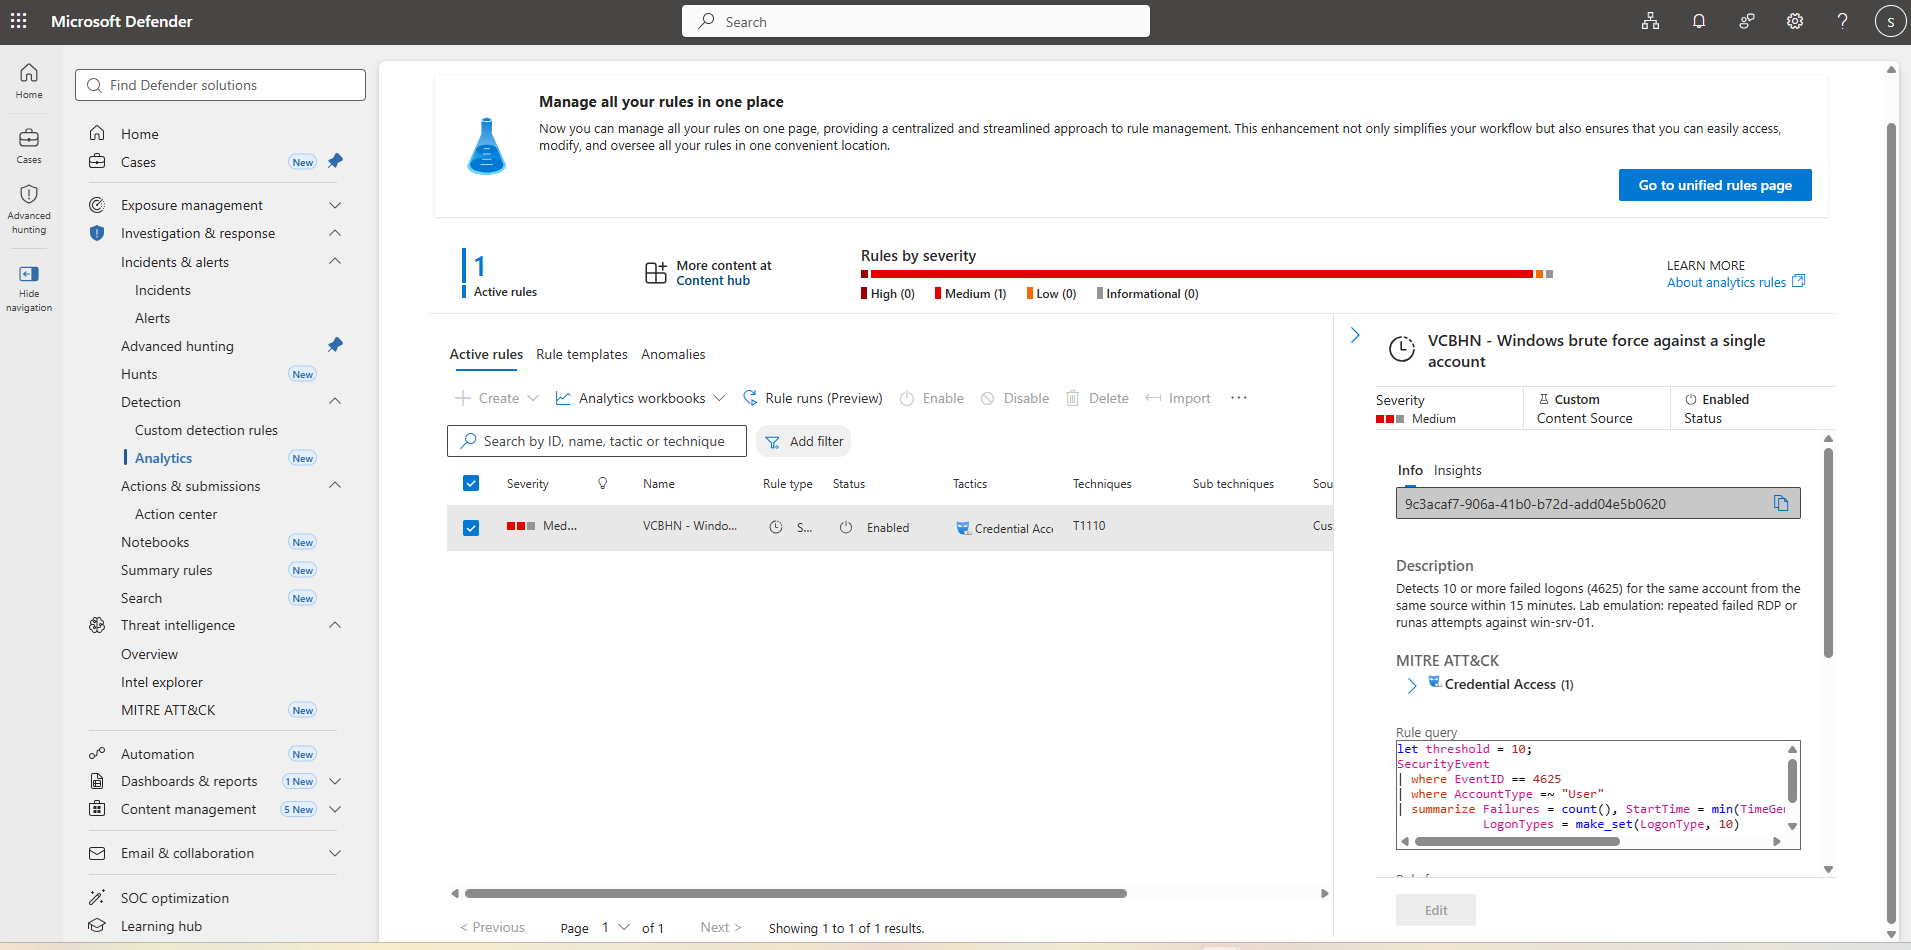 Microsoft Defender
Search
S
Home
Cases
Advanced
hunting
Hide
navigation
Find Defender solutions
Home
Cases New
Exposure management
Investigation & response
Incidents & alerts
Incidents
Alerts
Advanced hunting
Hunts New
Detection
Custom detection rules
Analytics New
Actions & submissions
Action center
Notebooks New
Summary rules New
Search New
Threat intelligence
Overview
Intel explorer
MITRE ATT&CK New
Automation New
Dashboards & reports 1 New
Content management 5 New
Email & collaboration
SOC optimization
Learning hub
Manage all your rules in one place
Now you can manage all your rules on one page, providing a centralized and streamlined approach to rule management. This enhancement not only simplifies your workflow but also ensures that you can easily access,
modify, and oversee all your rules in one convenient location.
Go to unified rules page
1
Active rules
More content at
Content hub
Rules by severity
High (0) Medium (1) Low (0) Informational (0)
LEARN MORE
About analytics rules
Active rules Rule templates Anomalies
Create Analytics workbooks Rule runs (Preview) Enable Disable Delete Import ...
Search by ID, name, tactic or technique Add filter
Severity Name Rule type Status Tactics Techniques Sub techniques Sou
Med... VCBHN - Windo... S... Enabled Credential Acc T1110 Cus
< Previous Page 1 of 1 Next > Showing 1 to 1 of 1 results.
VCBHN - Windows brute force against a single
account
Severity
Medium
Custom
Content Source
Enabled
Status
Info Insights
9c3acaf7-906a-41b0-b72d-add04e5b0620
Description
Detects 10 or more failed logons (4625) for the same account from the
same source within 15 minutes. Lab emulation: repeated failed RDP or
runas attempts against win-srv-01.
MITRE ATT&CK
Credential Access (1)
Rule query
let threshold = 10;
SecurityEvent
| where EventID == 4625
| where AccountType =~ "User"
| summarize Failures = count(), StartTime = min(TimeGe
LogonTypes = make_set(LogonType, 10)
Edit